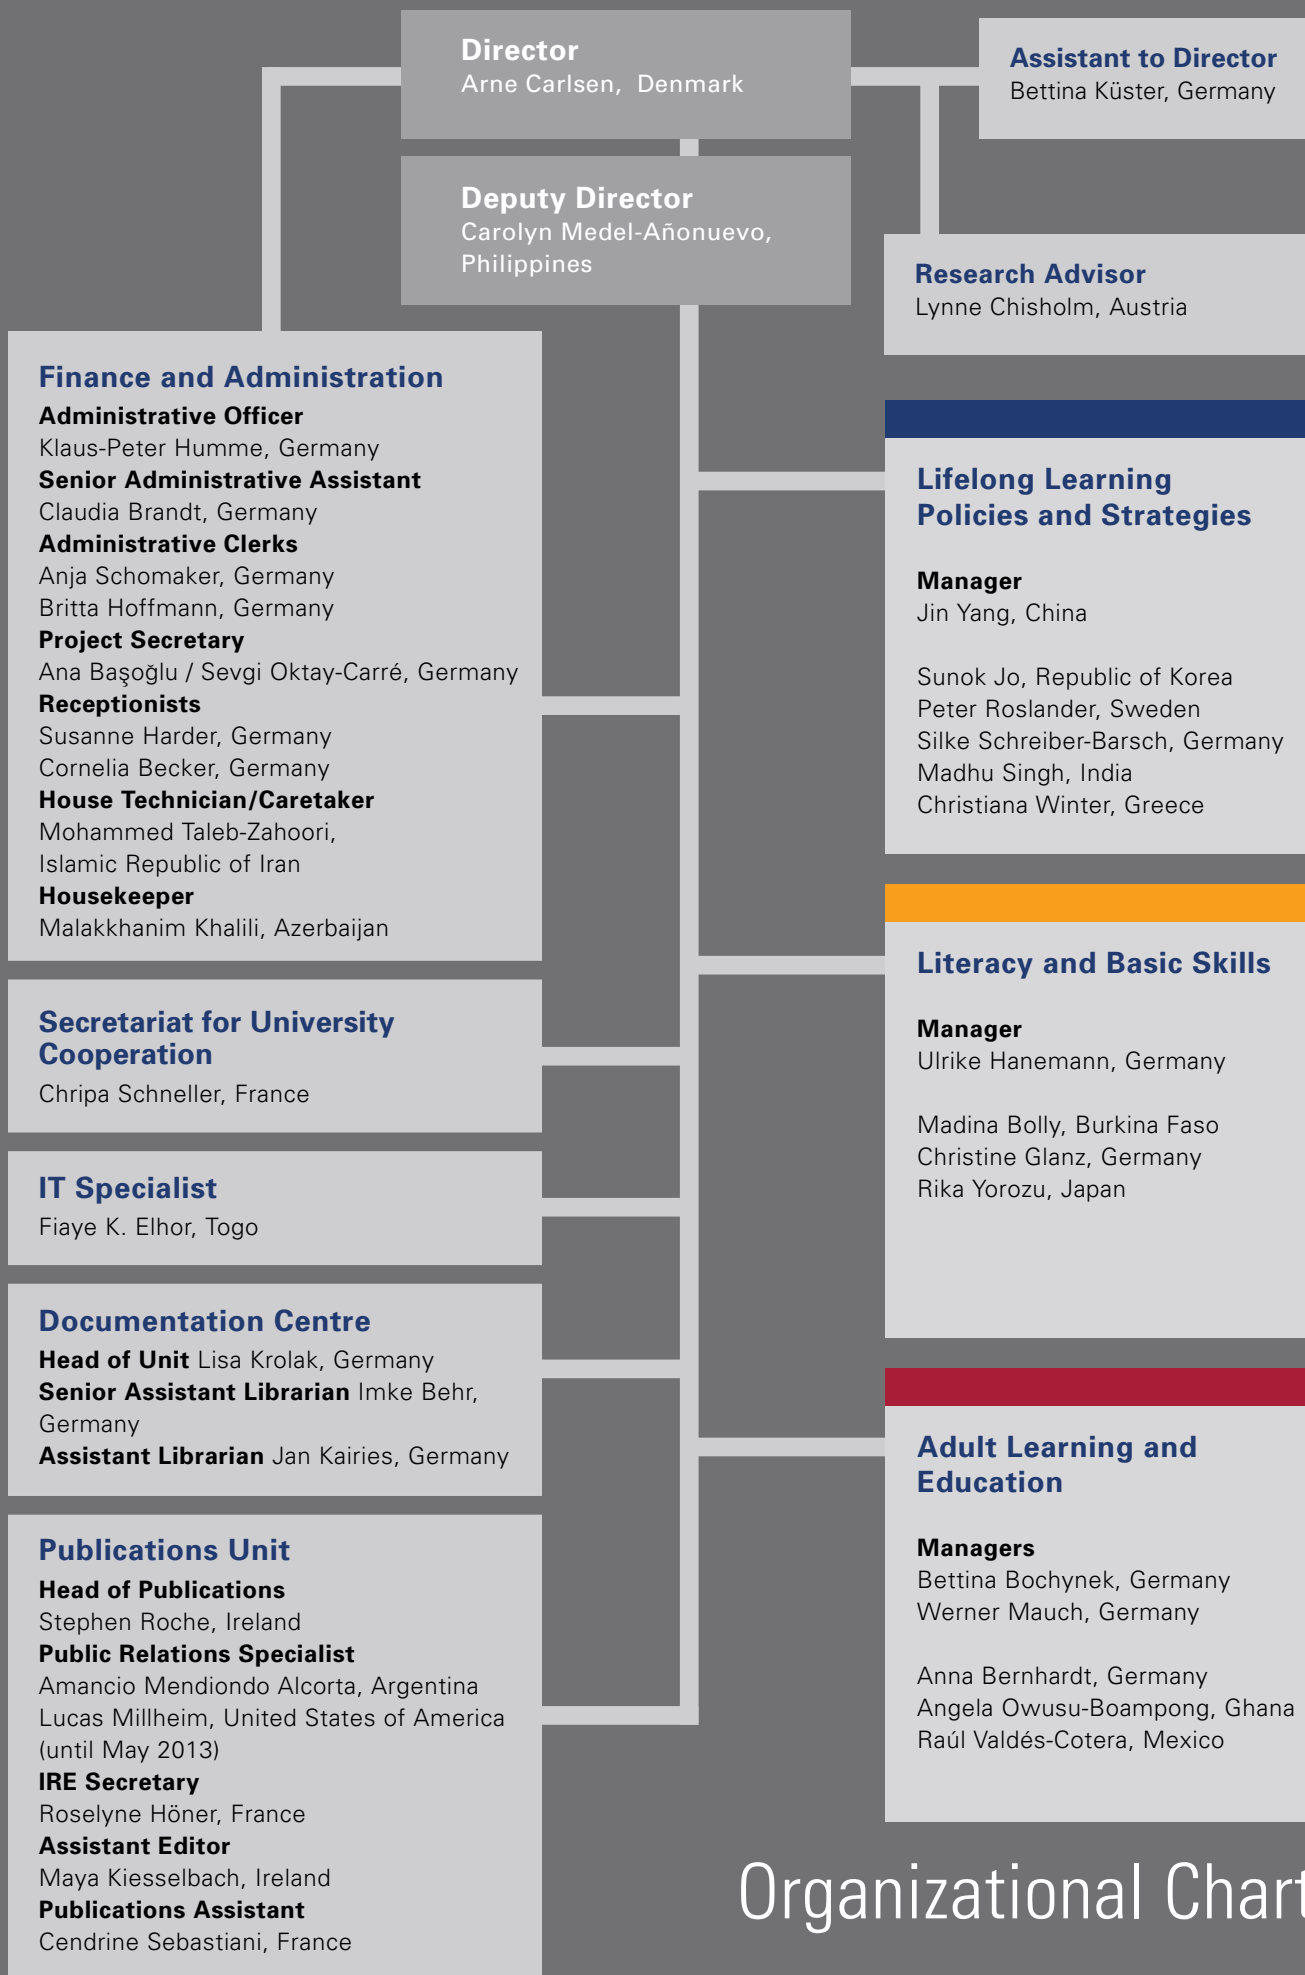 Director
Arne Carlsen, Denmark
Assistant to Director
Bettina Küster, Germany
Deputy Director
Carolyn Medel-Añonuevo,
Philippines
Research Advisor
Lynne Chisholm, Austria
Finance and Administration
Administrative Officer
Klaus-Peter Humme, Germany
Senior Administrative Assistant
Claudia Brandt, Germany
Administrative Clerks
Anja Schomaker, Germany
Britta Hoffmann, Germany
Project Secretary
Ana Başoğlu / Sevgi Oktay-Carré, Germany
Receptionists
Susanne Harder, Germany
Cornelia Becker, Germany
House Technician/Caretaker
Mohammed Taleb-Zahoori,
Islamic Republic of Iran
Housekeeper
Malakkhanim Khalili, Azerbaijan
Secretariat for University
Cooperation
Chripa Schneller, France
IT Specialist
Fiaye K. Elhor, Togo
Documentation Centre
Head of Unit Lisa Krolak, Germany
Senior Assistant Librarian Imke Behr,
Germany
Assistant Librarian Jan Kairies, Germany
Publications Unit
Head of Publications
Stephen Roche, Ireland
Public Relations Specialist
Amancio Mendiondo Alcorta, Argentina
Lucas Millheim, United States of America
(until May 2013)
IRE Secretary
Roselyne Höner, France
Assistant Editor
Maya Kiesselbach, Ireland
Publications Assistant
Cendrine Sebastiani, France
Lifelong Learning
Policies and Strategies
Manager
Jin Yang, China
Sunok Jo, Republic of Korea
Peter Roslander, Sweden
Silke Schreiber-Barsch, Germany
Madhu Singh, India
Christiana Winter, Greece
Literacy and Basic Skills
Manager
Ulrike Hanemann, Germany
Madina Bolly, Burkina Faso
Christine Glanz, Germany
Rika Yorozu, Japan
Adult Learning and
Education
Managers
Bettina Bochynek, Germany
Werner Mauch, Germany
Anna Bernhardt, Germany
Angela Owusu-Boampong, Ghana
Raúl Valdés-Cotera, Mexico
Organizational Chart